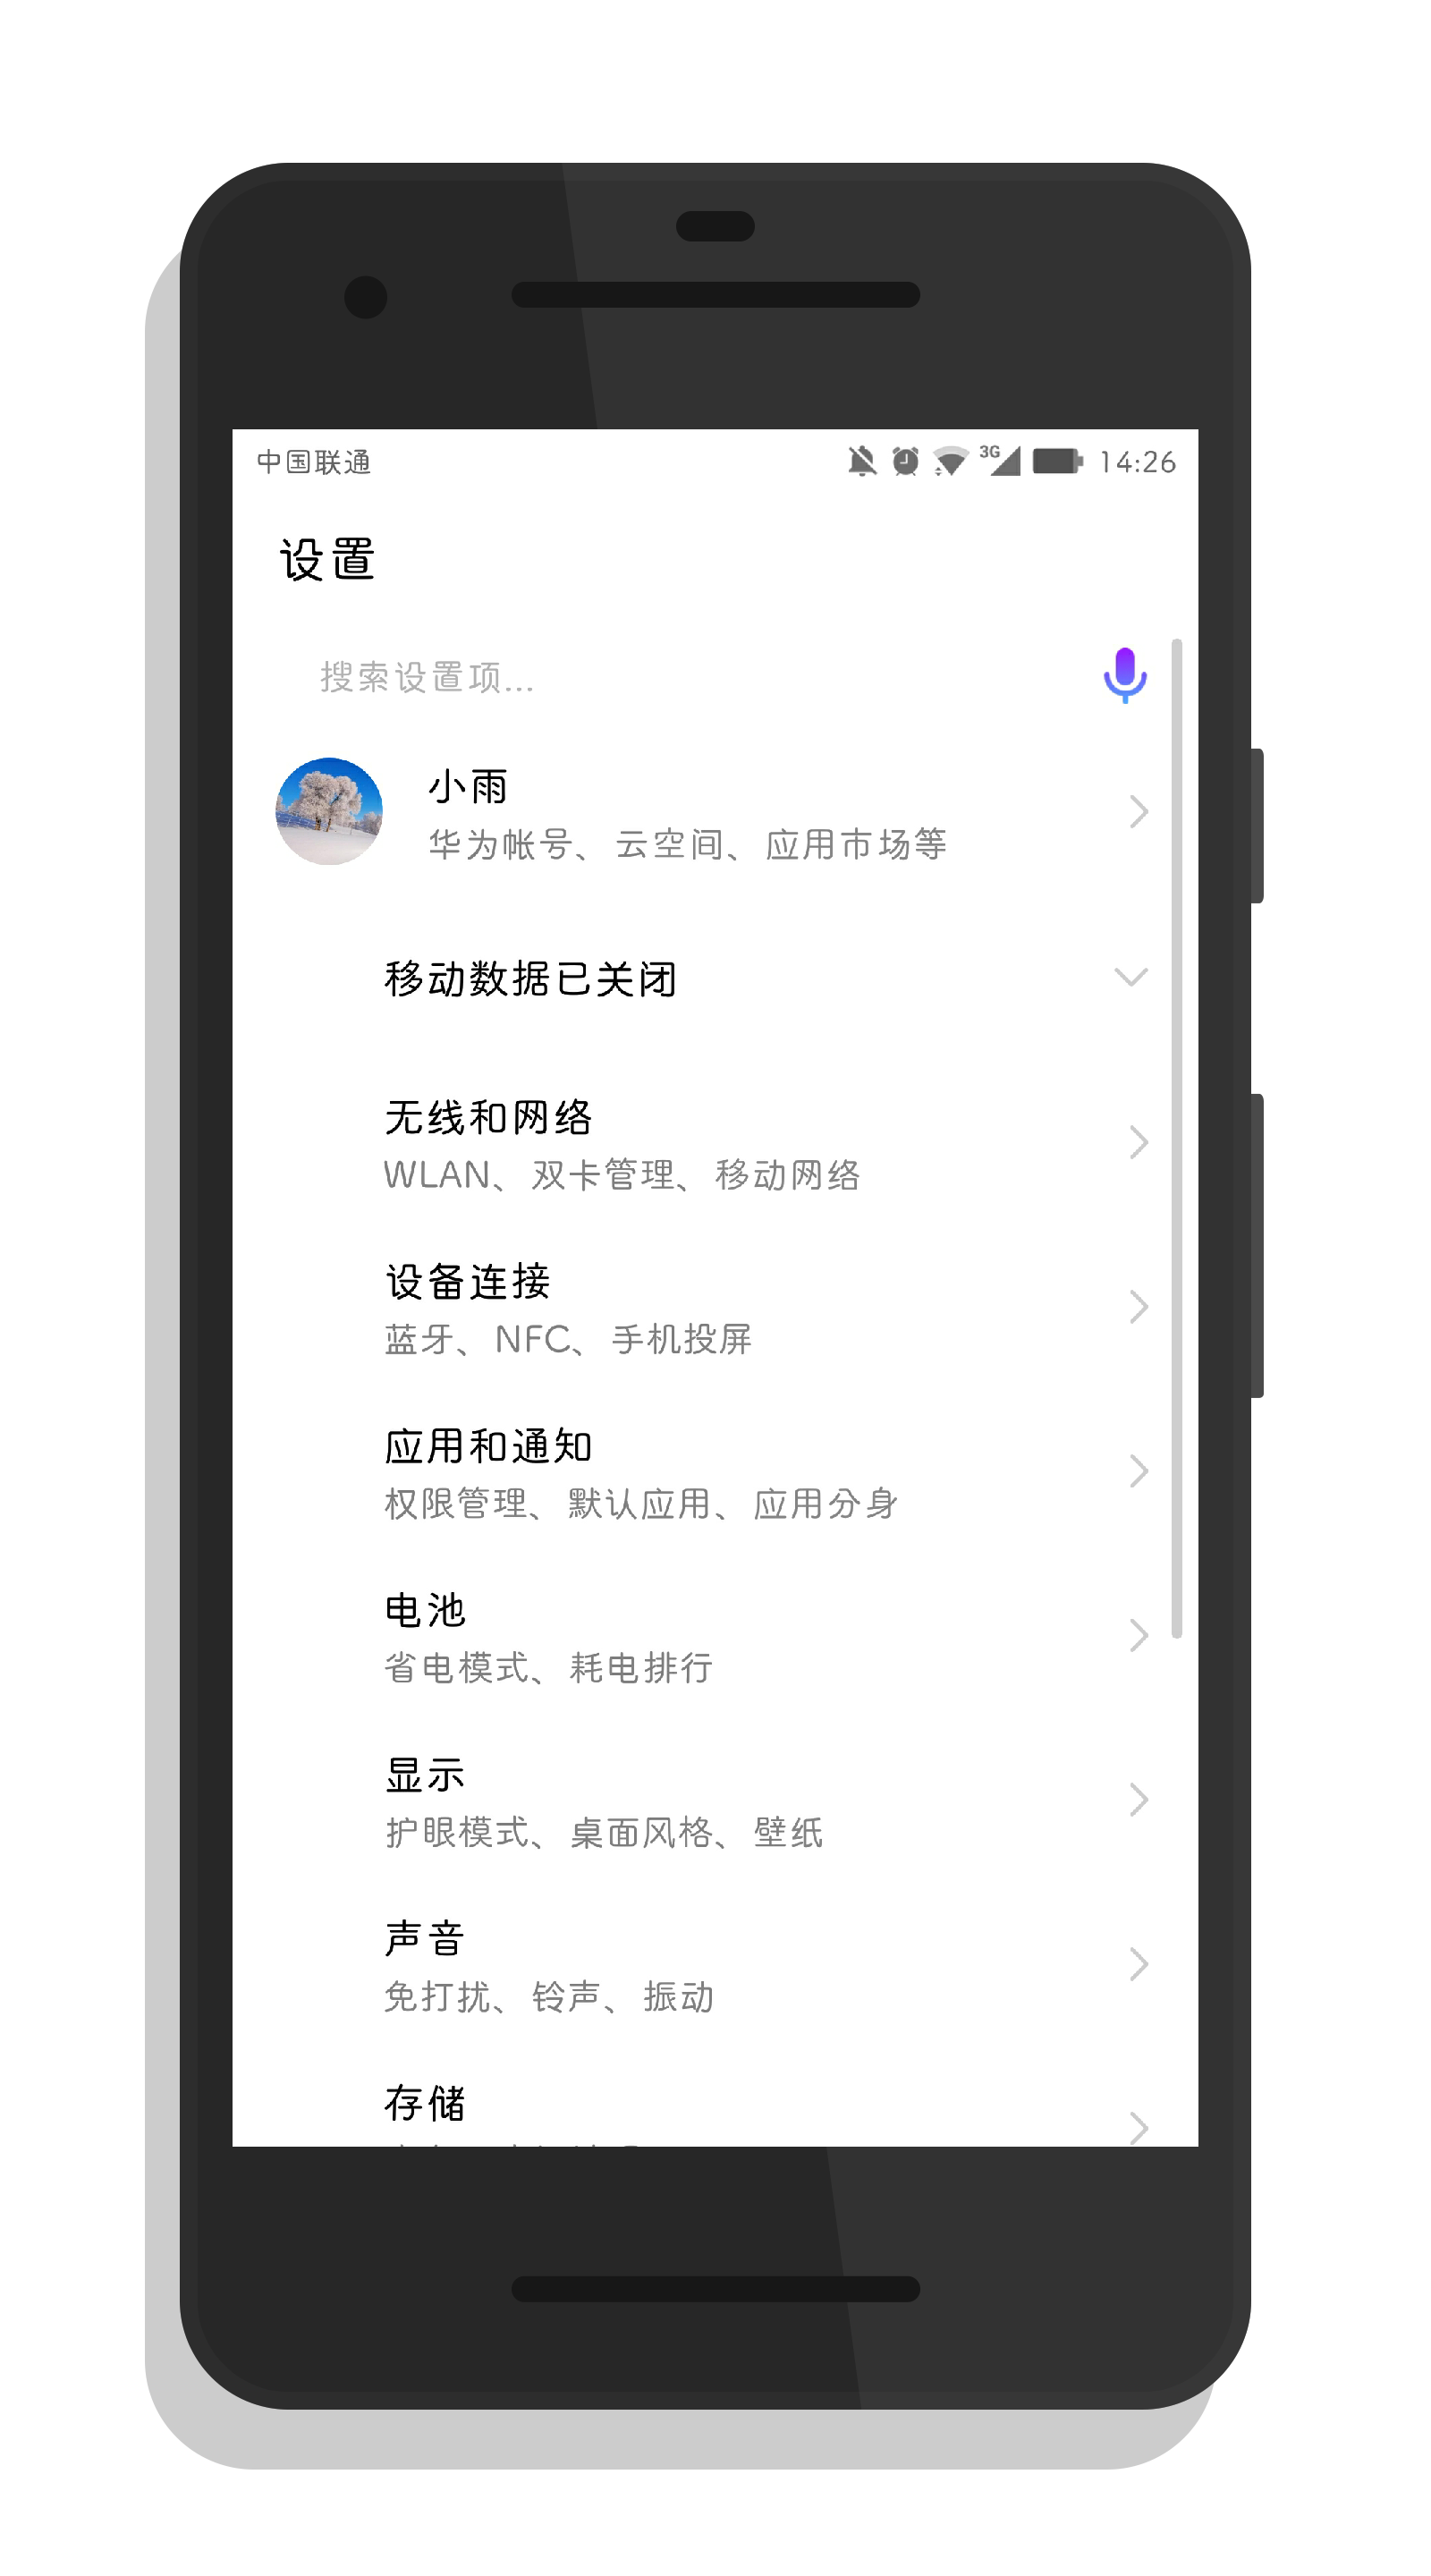 中国联通 3G 14:26
设置
搜索设置项...
小雨
华为帐号、云空间、应用市场等
移动数据已关闭
无线和网络
WLAN、双卡管理、移动网络
设备连接
蓝牙、NFC、手机投屏
应用和通知
权限管理、默认应用、应用分身
电池
省电模式、耗电排行
显示
护眼模式、桌面风格、壁纸
声音
免打扰、铃声、振动
存储